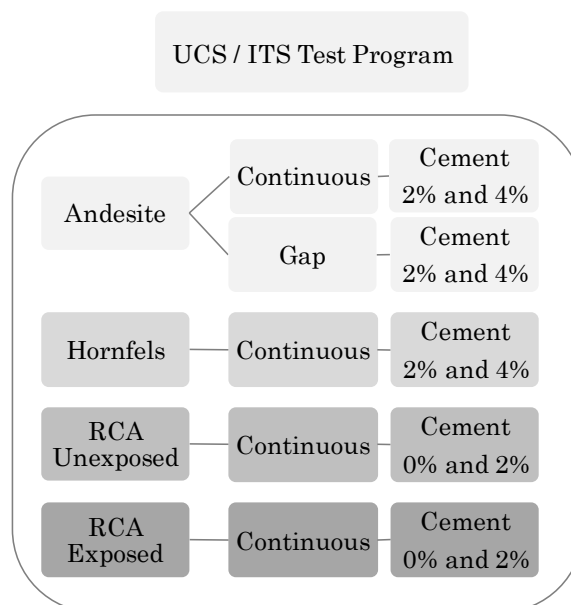 UCS / ITS Test Program
Andesite
Continuous
Cement
2% and 4%
Gap
Cement
2% and 4%
Hornfels
Continuous
Cement
2% and 4%
RCA
Unexposed
Continuous
Cement
0% and 2%
RCA
Exposed
Continuous
Cement
0% and 2%